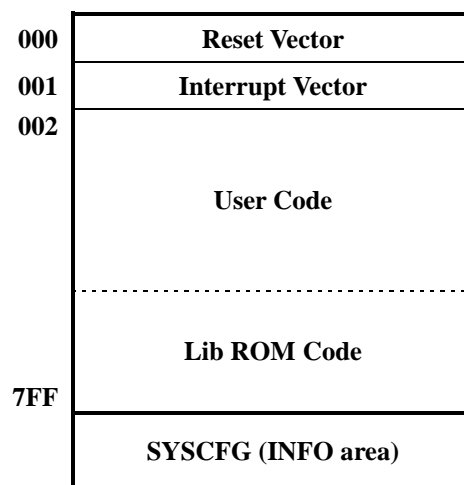 000 Reset Vector
001 Interrupt Vector
002
User Code
Lib ROM Code
7FF
SYSCFG (INFO area)